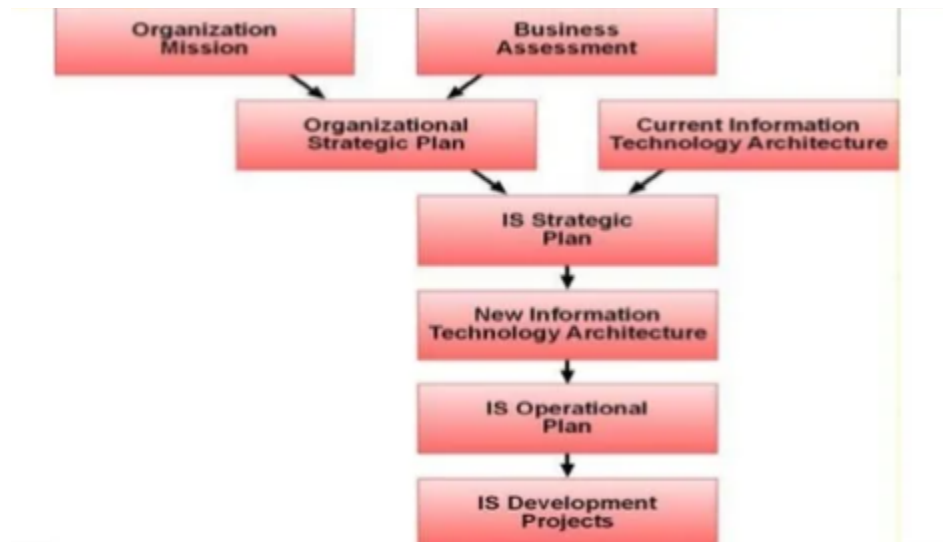 Organization
Mission
Business
Assessment
Organizational
Strategic Plan
Current Information
Technology Architecture
IS Strategic
Plan
New Information
Technology Architecture
IS Operational
Plan
IS Development
Projects